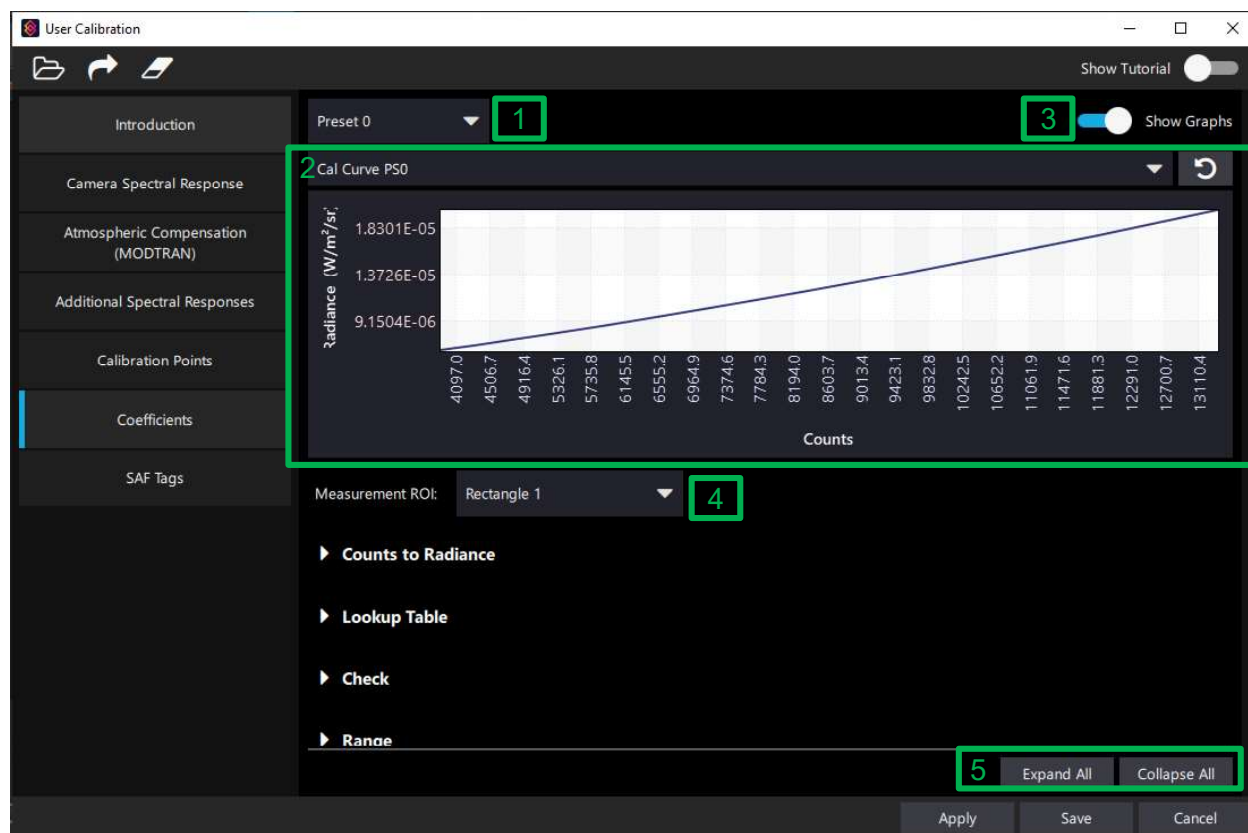 User Calibration
Show Tutorial
Introduction
Camera Spectral Response
Atmospheric Compensation
(MODTRAN)
Additional Spectral Responses
Calibration Points
Coefficients
SAF Tags
Preset 0
1
3
Show Graphs
2
Cal Curve PS0
Radiance (W/m²/sr)
1.8301E-05
1.3726E-05
9.1504E-06
4097.0
4506.7
4916.4
5326.1
5735.8
6145.5
6555.2
6964.9
7374.6
7784.3
8194.0
8603.7
9013.4
9423.1
9832.8
10242.5
10652.2
11061.9
11471.6
11881.3
12291.0
12700.7
13110.4
Counts
Measurement ROI:
Rectangle 1
4
Counts to Radiance
Lookup Table
Check
Range
5
Expand All
Collapse All
Apply
Save
Cancel